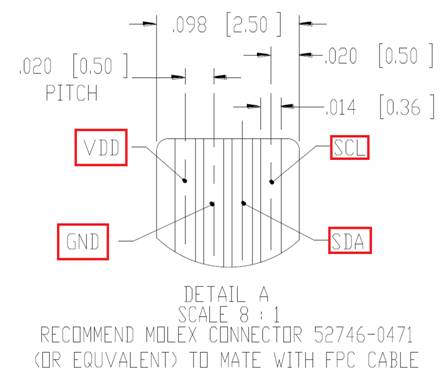 .098 [2.50 ]
.020 [0.50 ]
PITCH
.020 [0.50 ]
.014 [0.36 ]
VDD
SCL
GND
SDA
DETAIL A
SCALE 8 : 1
RECOMMEND MOLEX CONNECTOR 52746-0471
(OR EQUVALENT) TO MATE WITH FPC CABLE